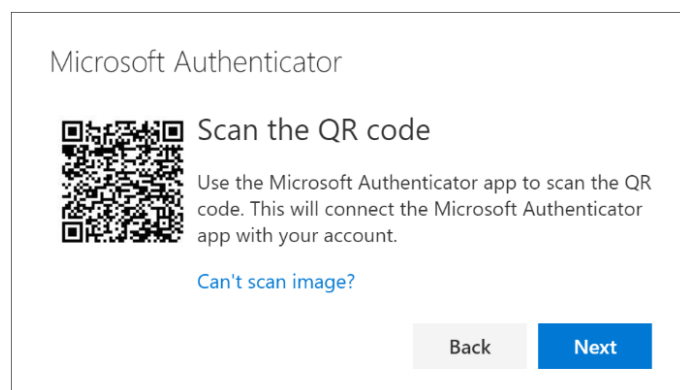 Microsoft Authenticator
Scan the QR code
Use the Microsoft Authenticator app to scan the QR
code. This will connect the Microsoft Authenticator
app with your account.
Can't scan image?
Back
Next